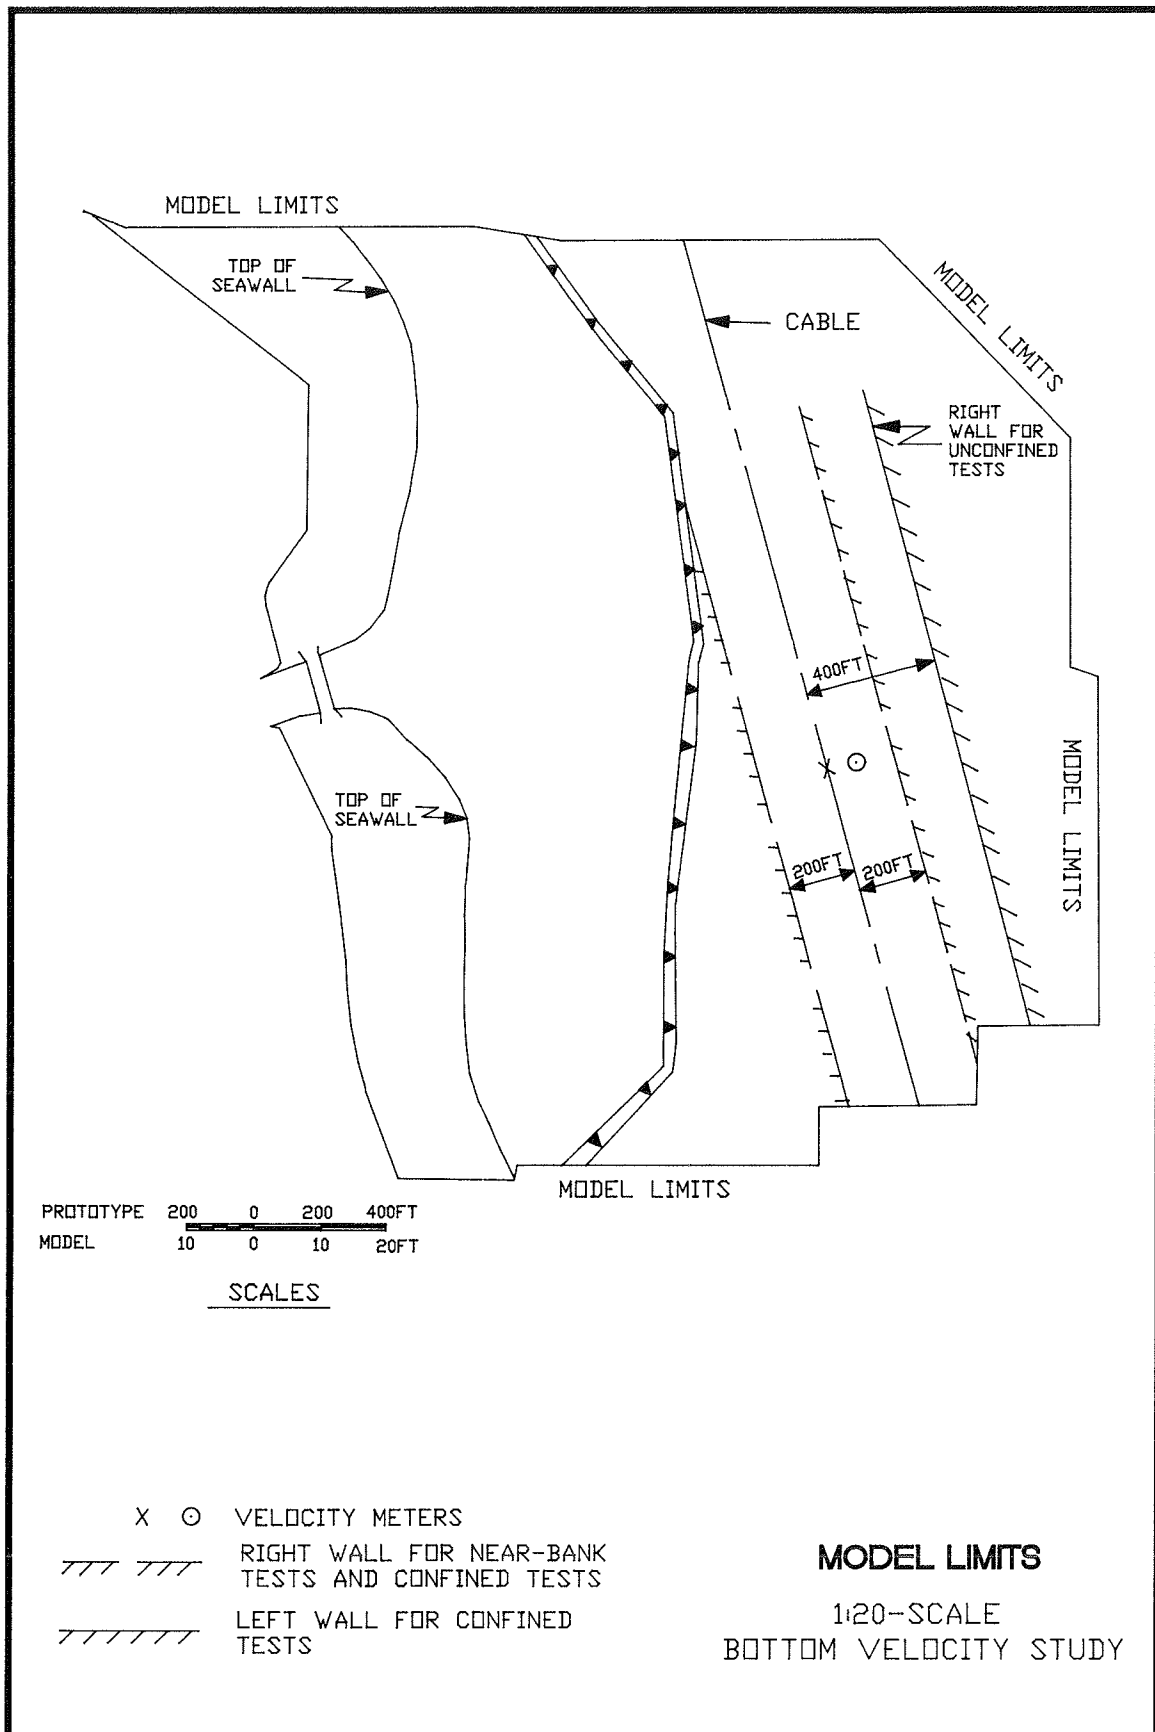 MODEL LIMITS
TOP OF
SEAWALL
MODEL LIMITS
CABLE
RIGHT
WALL FOR
UNCONFINED
TESTS
400FT
MODEL LIMITS
TOP OF
SEAWALL
200FT 200FT
MODEL LIMITS
PROTOTYPE 200 0 200 400FT
MODEL 10 0 10 20FT
SCALES
X ⊙ VELOCITY METERS
RIGHT WALL FOR NEAR-BANK
TESTS AND CONFINED TESTS
LEFT WALL FOR CONFINED
TESTS
MODEL LIMITS
1:20-SCALE
BOTTOM VELOCITY STUDY